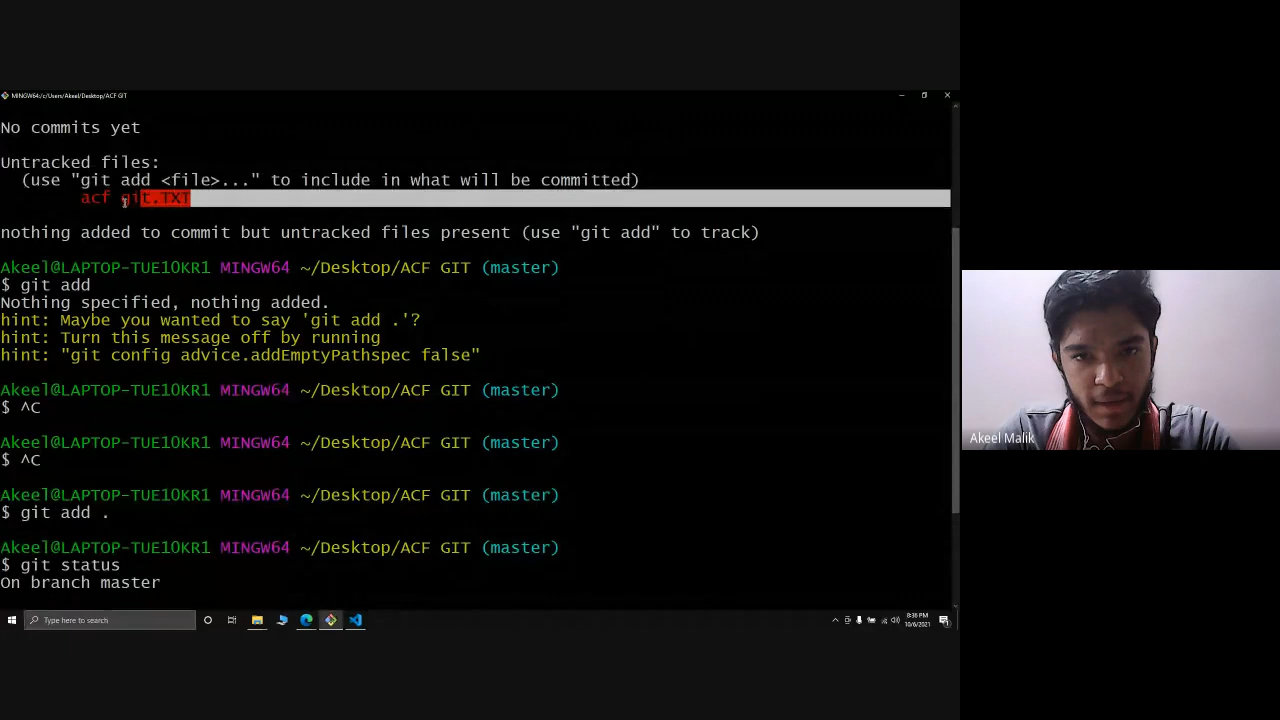 MINGW64:/c/Users/Akeel/Desktop/ACF GIT
No commits yet
Untracked files:
(use "git add <file>..." to include in what will be committed)
acf git.TXT
nothing added to commit but untracked files present (use "git add" to track)
Akeel@LAPTOP-TUE1OKR1 MINGW64 ~/Desktop/ACF GIT (master)
$ git add
Nothing specified, nothing added.
hint: Maybe you wanted to say 'git add .'?
hint: Turn this message off by running
hint: "git config advice.addEmptyPathspec false"
Akeel@LAPTOP-TUE1OKR1 MINGW64 ~/Desktop/ACF GIT (master)
$ ^C
Akeel@LAPTOP-TUE1OKR1 MINGW64 ~/Desktop/ACF GIT (master)
$ ^C
Akeel@LAPTOP-TUE1OKR1 MINGW64 ~/Desktop/ACF GIT (master)
$ git add .
Akeel@LAPTOP-TUE1OKR1 MINGW64 ~/Desktop/ACF GIT (master)
$ git status
On branch master
Type here to search
8:36 PM
10/6/2021
Akeel Malik